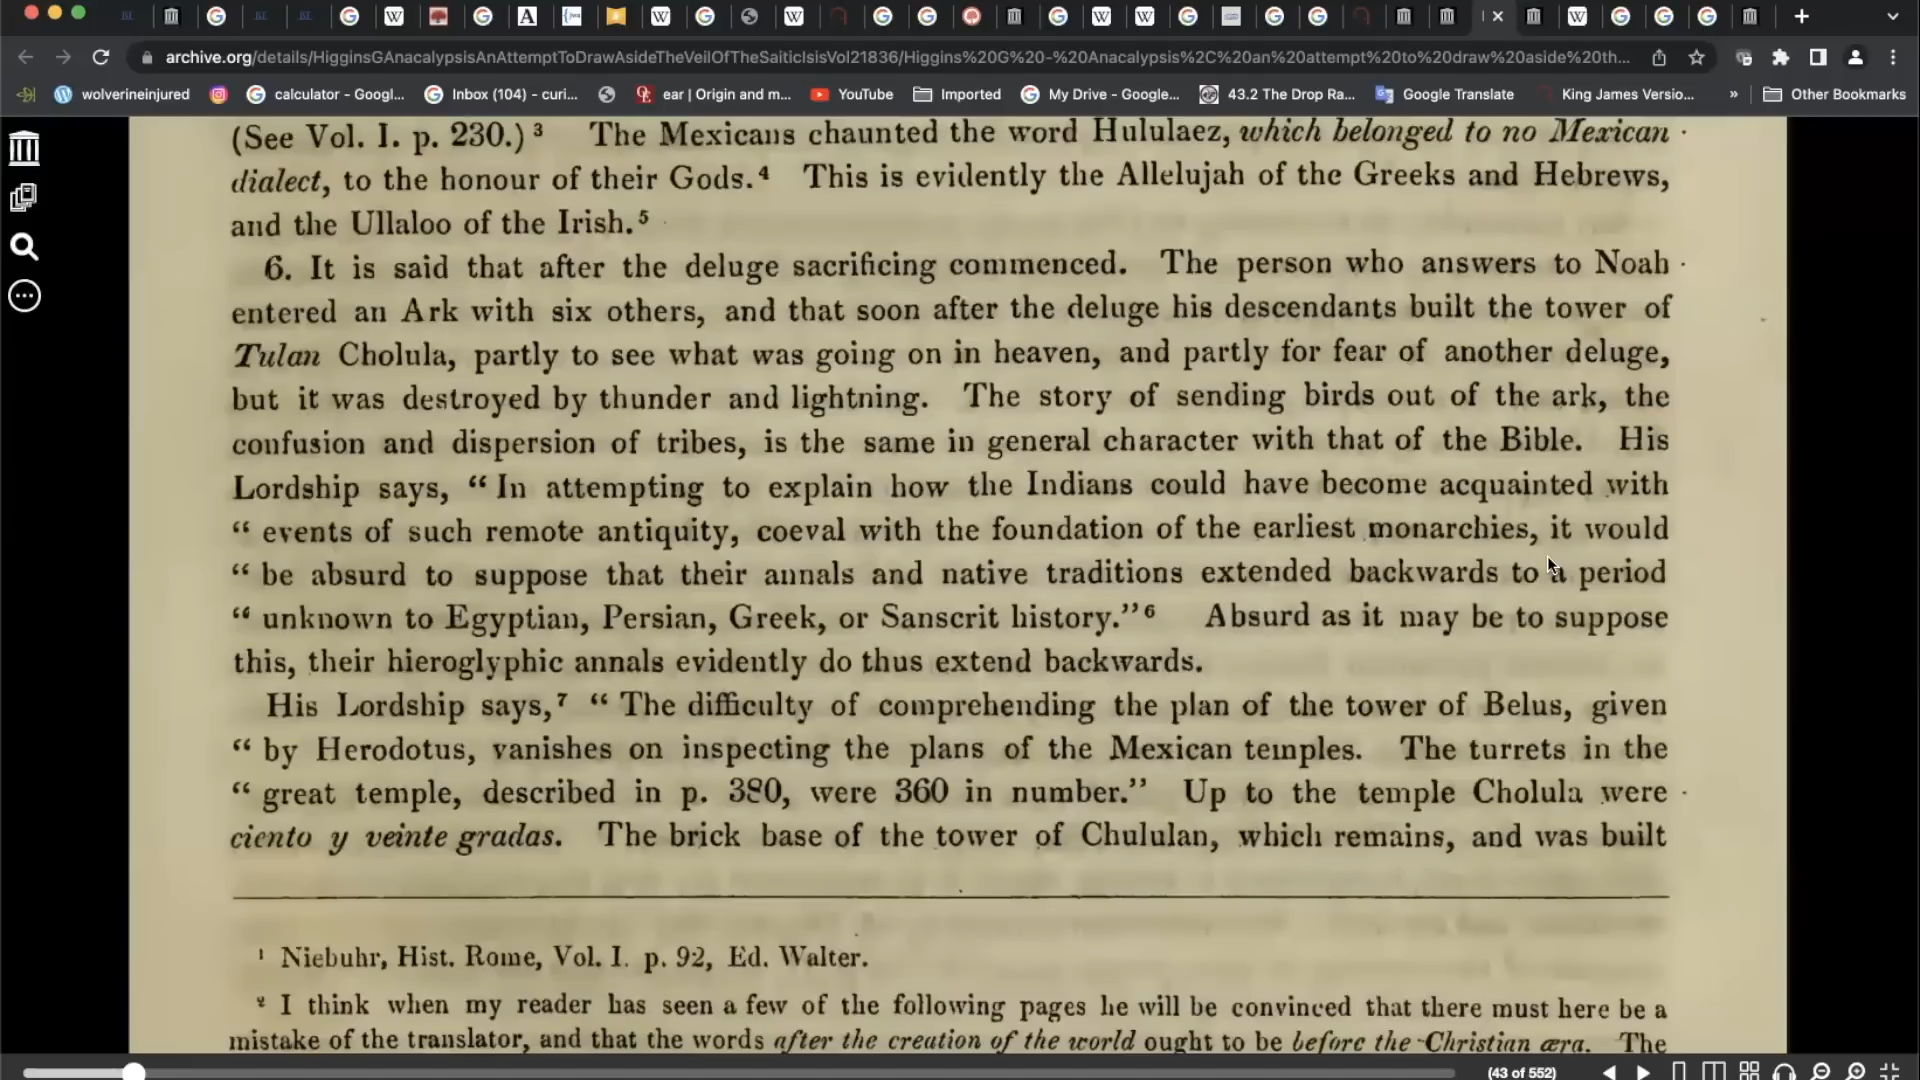 archive.org/details/HigginsGAnacalypsisAnAttemptToDrawAsideTheVeilOfTheSaiticIsisVol21836/Higgins%20G%20-%20Anacalypsis%2C%20an%20attempt%20to%20draw%20aside%20th...
wolverineinjured calculator - Googl... Inbox (104) - curi... ear | Origin and m... YouTube Imported My Drive - Google... 43.2 The Drop Ra... Google Translate King James Versio... » Other Bookmarks
(See Vol. I. p. 230.) ³ The Mexicans chaunted the word Hululaez, which belonged to no Mexican
dialect, to the honour of their Gods.⁴ This is evidently the Allelujah of the Greeks and Hebrews,
and the Ullaloo of the Irish.⁵
6. It is said that after the deluge sacrificing commenced. The person who answers to Noah
entered an Ark with six others, and that soon after the deluge his descendants built the tower of
Tulan Cholula, partly to see what was going on in heaven, and partly for fear of another deluge,
but it was destroyed by thunder and lightning. The story of sending birds out of the ark, the
confusion and dispersion of tribes, is the same in general character with that of the Bible. His
Lordship says, “ In attempting to explain how the Indians could have become acquainted with
“ events of such remote antiquity, coeval with the foundation of the earliest monarchies, it would
“ be absurd to suppose that their annals and native traditions extended backwards to a period
“ unknown to Egyptian, Persian, Greek, or Sanscrit history.” ⁶ Absurd as it may be to suppose
this, their hieroglyphic annals evidently do thus extend backwards.
His Lordship says,⁷ “ The difficulty of comprehending the plan of the tower of Belus, given
“ by Herodotus, vanishes on inspecting the plans of the Mexican temples. The turrets in the
“ great temple, described in p. 380, were 360 in number.” Up to the temple Cholula were
ciento y veinte gradas. The brick base of the tower of Chululan, which remains, and was built
¹ Niebuhr, Hist. Rome, Vol. I. p. 92, Ed. Walter.
² I think when my reader has seen a few of the following pages he will be convinced that there must here be a
mistake of the translator, and that the words after the creation of the world ought to be before the Christian æra. The
(43 of 552)